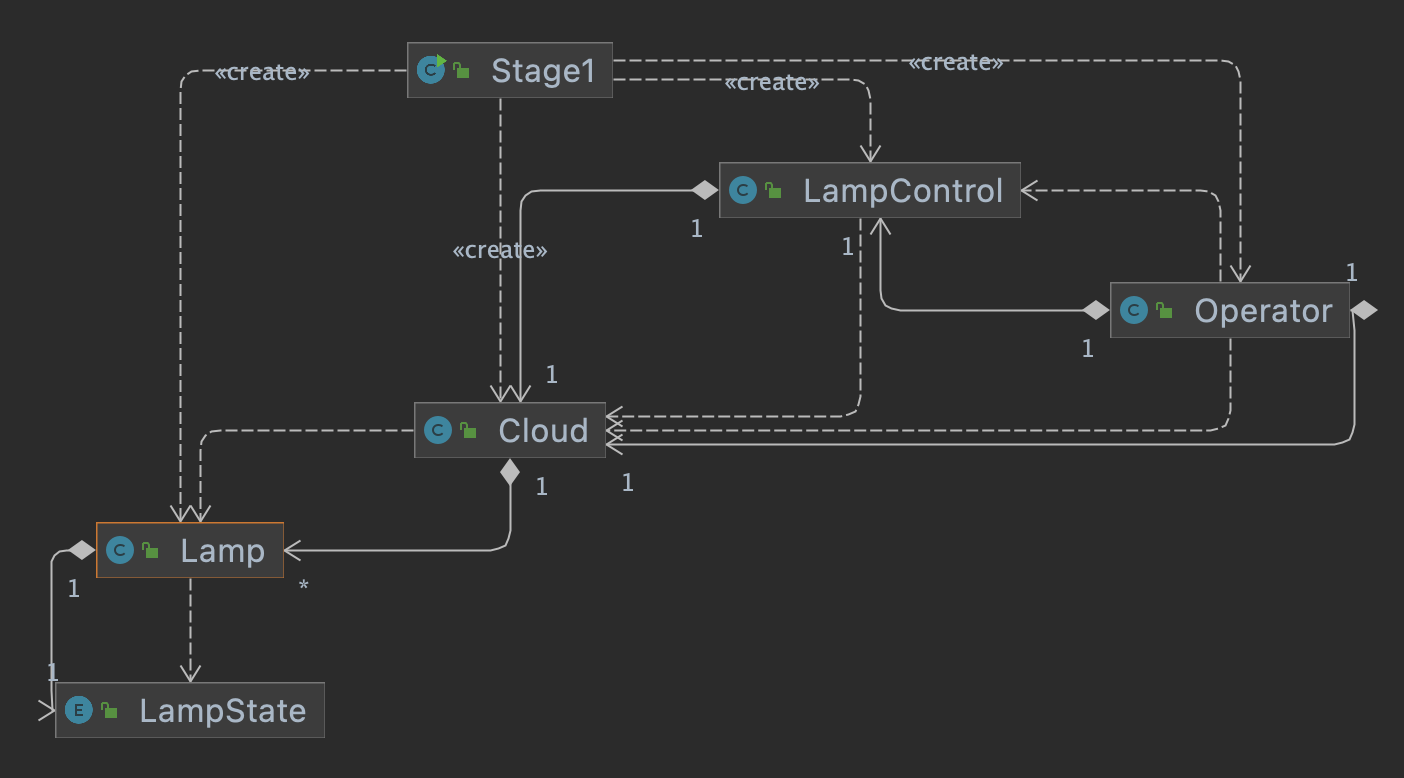 «create»
C Stage1
«create»
«create»
C LampControl
1
1
«create»
1
C Operator
1
1
C Cloud
1
1
C Lamp
1
*
1
E LampState